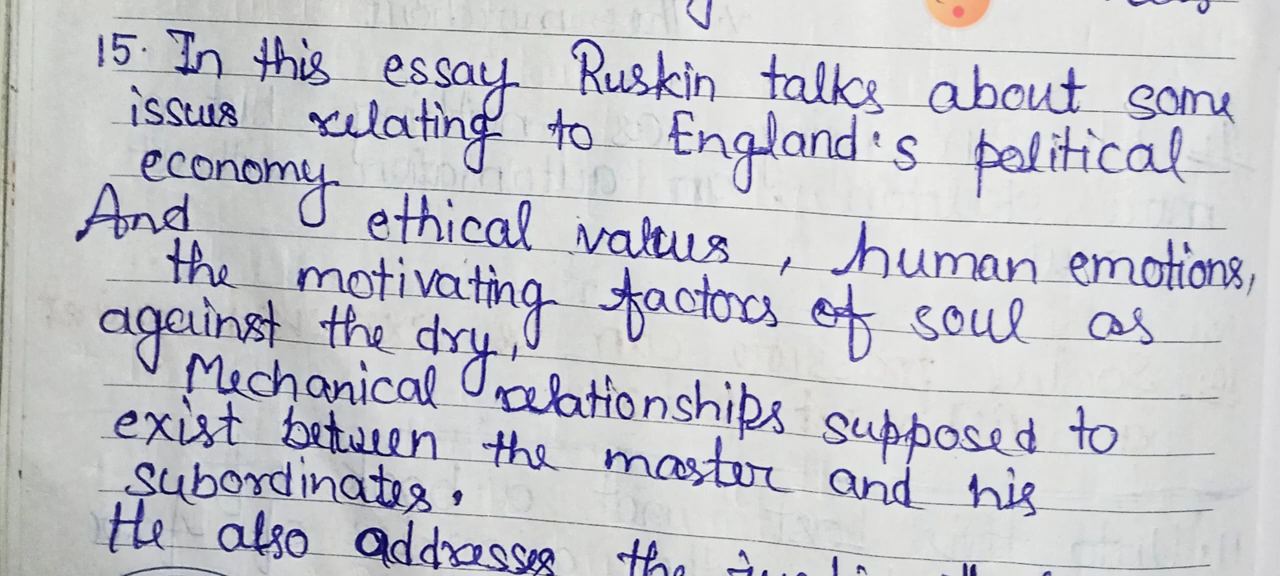 15. In this essay Ruskin talks about some
issues relating to England's political
economy
And ethical values, human emotions,
the motivating factors of soul as
against the dry,
Mechanical relationships supposed to
exist between the master and his
subordinates.
He also addresses the